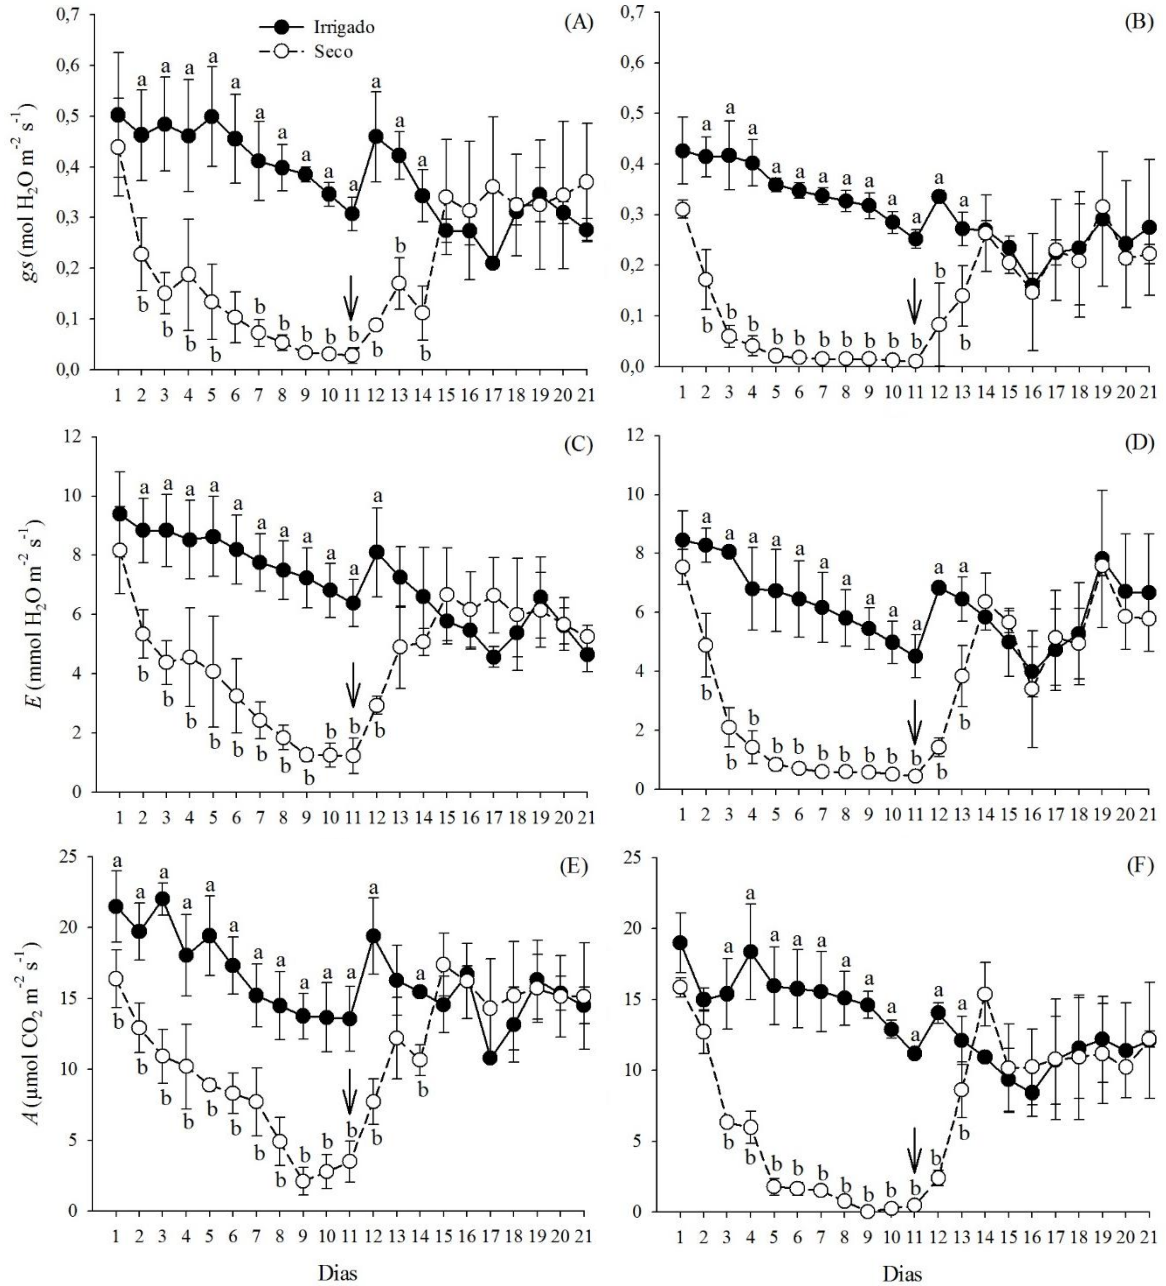 (A)
Irrigado
Seco
gs (mol H₂O m⁻² s⁻¹)
0,7
0,6
0,5
0,4
0,3
0,2
0,1
0,0
a a a a a a a a a a a a a
b b b b b b b b b b b b
1 2 3 4 5 6 7 8 9 10 11 12 13 14 15 16 17 18 19 20 21
(B)
0,7
0,6
0,5
0,4
0,3
0,2
0,1
0,0
a a a a a a a a a a a a
b b b b b b b b b b b b
1 2 3 4 5 6 7 8 9 10 11 12 13 14 15 16 17 18 19 20 21
(C)
E (mmol H₂O m⁻² s⁻¹)
12
10
8
6
4
2
0
a a a a a a a a a a a
b b b b b b b b b b b
1 2 3 4 5 6 7 8 9 10 11 12 13 14 15 16 17 18 19 20 21
(D)
12
10
8
6
4
2
0
a a a a a a a a a a a a
b b b b b b b b b b b b
1 2 3 4 5 6 7 8 9 10 11 12 13 14 15 16 17 18 19 20 21
(E)
A (µmol CO₂ m⁻² s⁻¹)
25
20
15
10
5
0
a a a a a a a a a a a a a
b b b b b b b b b b b b b
1 2 3 4 5 6 7 8 9 10 11 12 13 14 15 16 17 18 19 20 21
Dias
(F)
25
20
15
10
5
0
a a a a a a a a a a a
b b b b b b b b b b b
1 2 3 4 5 6 7 8 9 10 11 12 13 14 15 16 17 18 19 20 21
Dias